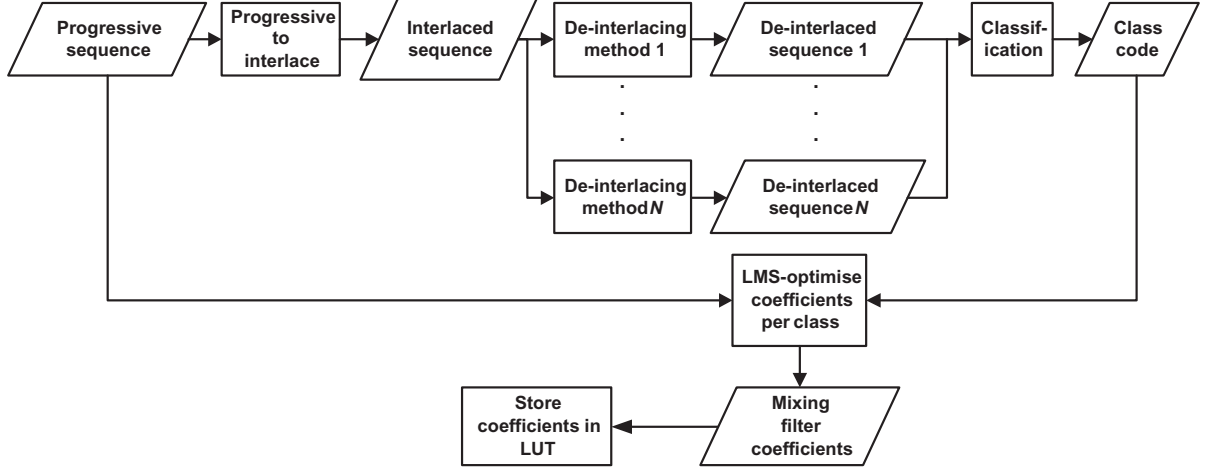 Progressive
sequence
Progressive
to
interlace
Interlaced
sequence
De-interlacing
method 1
De-interlaced
sequence 1
Classif-
ication
Class
code
De-interlacing
method N
De-interlaced
sequence N
LMS-optimise
coefficients
per class
Store
coefficients in
LUT
Mixing
filter
coefficients